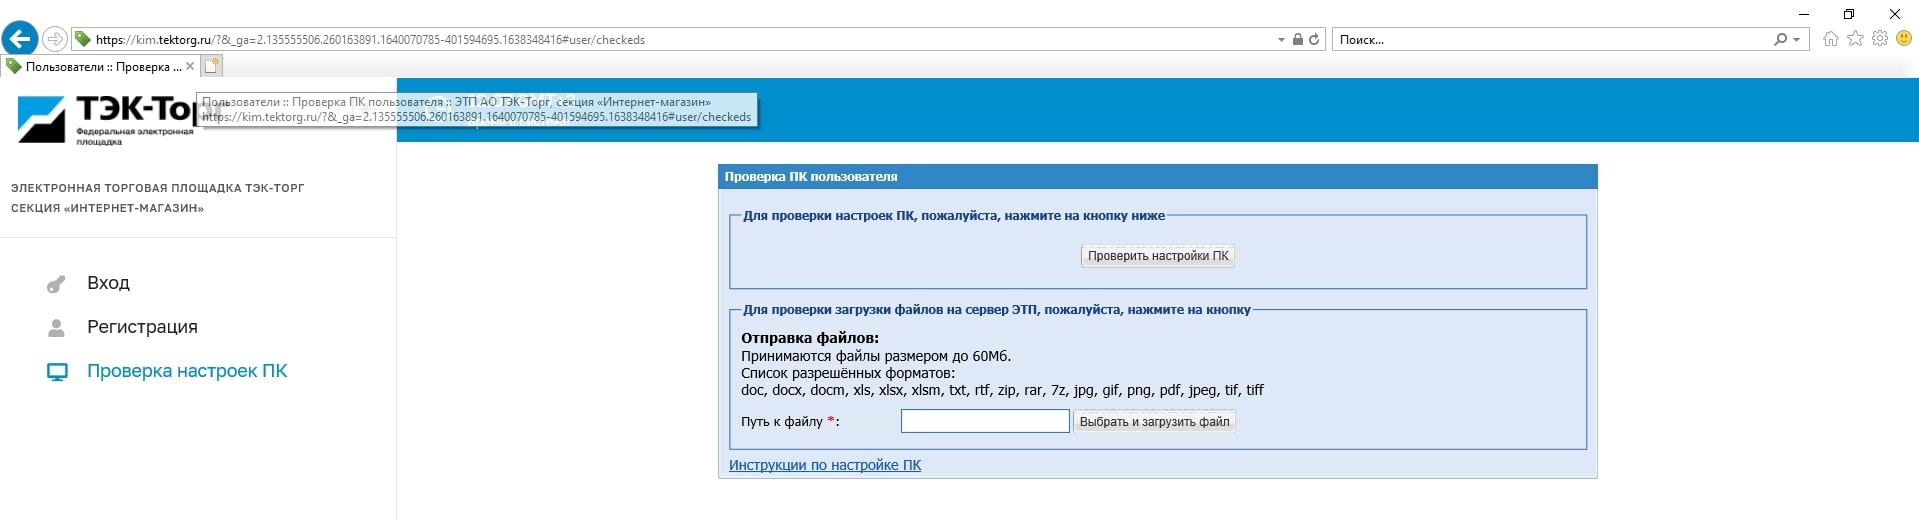 https://kim.tektorg.ru/?&_ga=2.135555506.260163891.1640070785-401594695.1638348416#user/checkeds
Поиск...
Пользователи :: Проверка ...
ТЭК-Торг
Федеральная электронная
площадка
Пользователи :: Проверка ПК пользователя :: ЭТП АО ТЭК-Торг, секция «Интернет-магазин»
https://kim.tektorg.ru/?&_ga=2.135555506.260163891.1640070785-401594695.1638348416#user/checkeds
ЭЛЕКТРОННАЯ ТОРГОВАЯ ПЛОЩАДКА ТЭК-ТОРГ
СЕКЦИЯ «ИНТЕРНЕТ-МАГАЗИН»
Вход
Регистрация
Проверка настроек ПК
Проверка ПК пользователя
Для проверки настроек ПК, пожалуйста, нажмите на кнопку ниже
Проверить настройки ПК
Для проверки загрузки файлов на сервер ЭТП, пожалуйста, нажмите на кнопку
Отправка файлов:
Принимаются файлы размером до 60Мб.
Список разрешённых форматов:
doc, docx, docm, xls, xlsx, xlsm, txt, rtf, zip, rar, 7z, jpg, gif, png, pdf, jpeg, tif, tiff
Путь к файлу *:
Выбрать и загрузить файл
Инструкции по настройке ПК